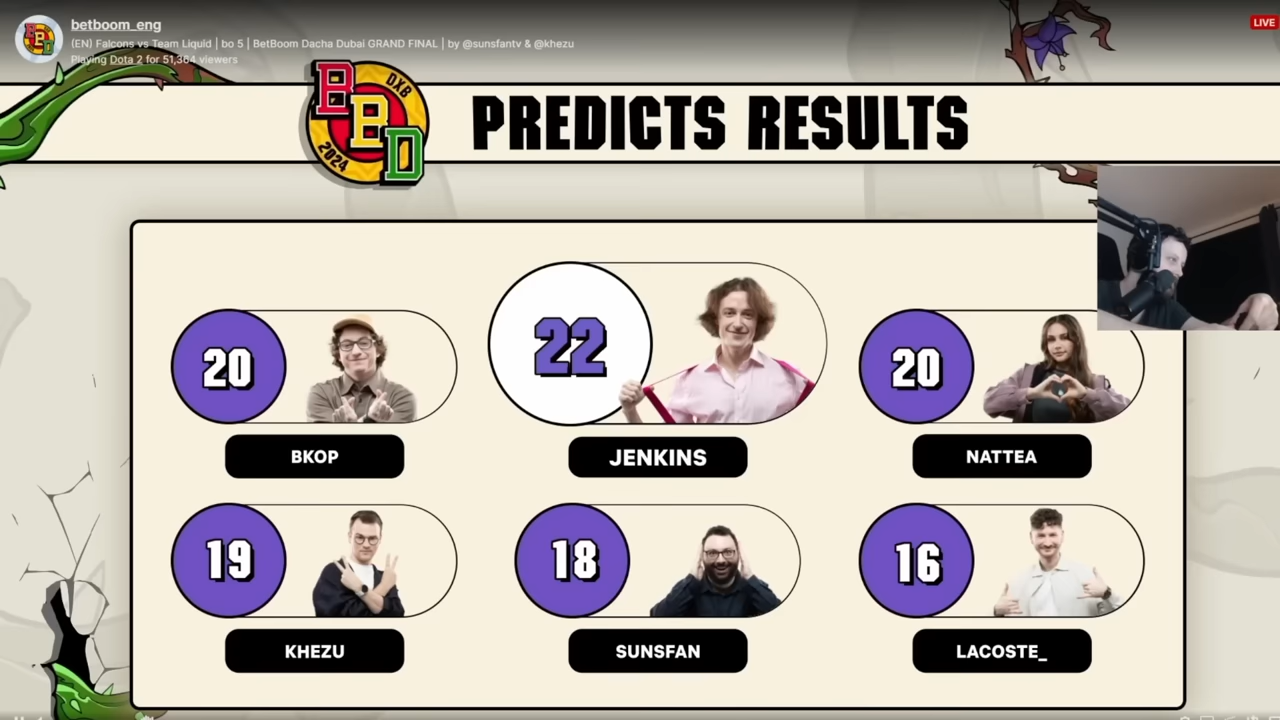 betboom_eng
(EN) Falcons vs Team Liquid | bo 5 | BetBoom Dacha Dubai GRAND FINAL | by @sunsfantv & @khezu
Playing Dota 2 for 51,364 viewers
LIVE
BBD
DXB
2024
PREDICTS RESULTS
20
BKOP
22
JENKINS
20
NATTEA
19
KHEZU
18
SUNSFAN
16
LACOSTE_